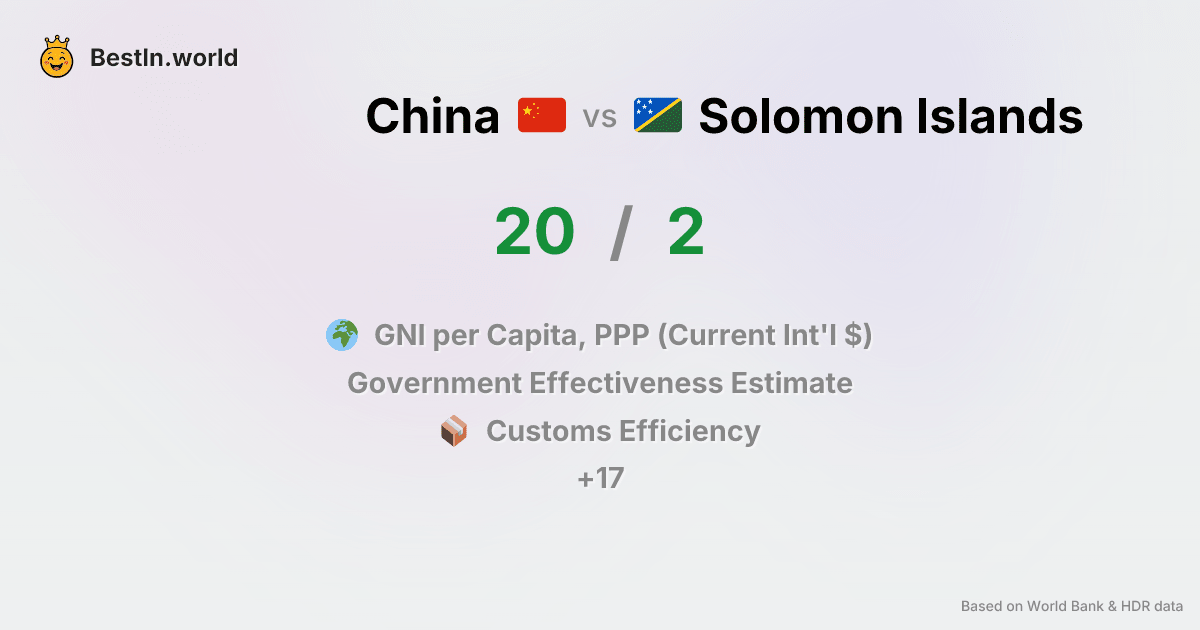 BestIn.world
China vs Solomon Islands
20 / 2
GNI per Capita, PPP (Current Int'l $)
Government Effectiveness Estimate
Customs Efficiency
+17
Based on World Bank & HDR data